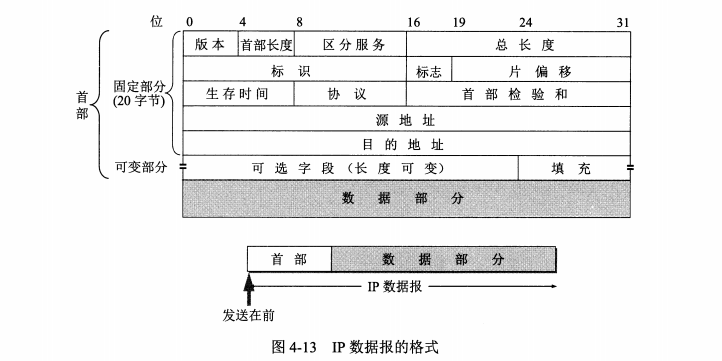 位 0 4 8 16 19 24 31
版本 首部长度 区分服务 总长度
标识 标志 片偏移
首部 固定部分 (20字节) 生存时间 协议 首部检验和
源地址
目的地址
可变部分 可选字段（长度可变） 填充
数据部分
首部 数据部分
IP 数据报
发送在前
图 4-13 IP 数据报的格式